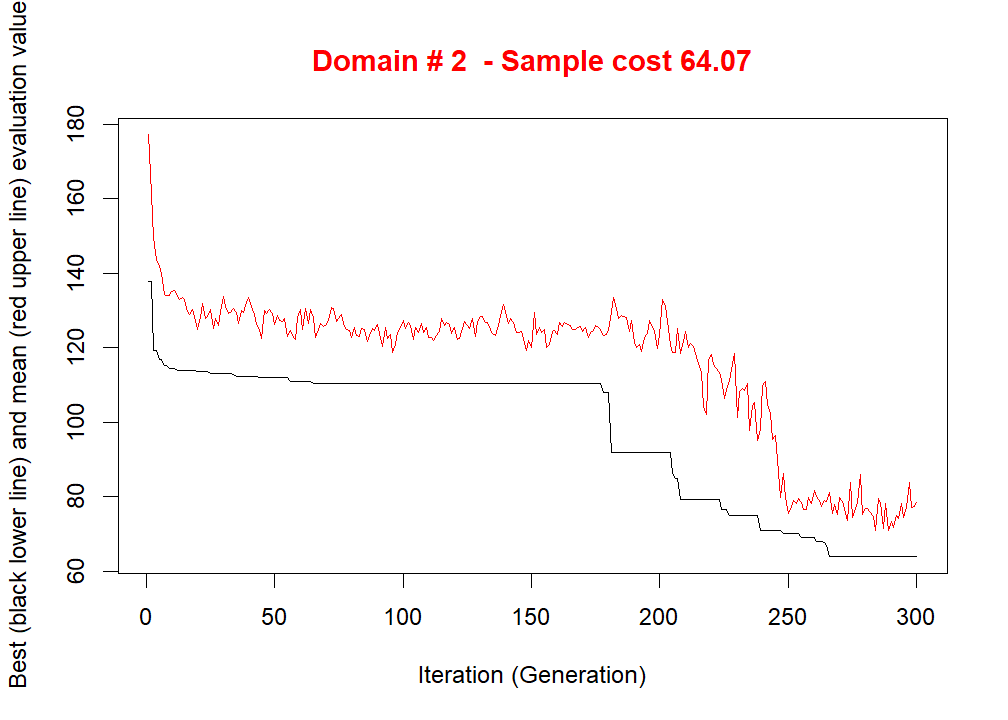 Domain # 2  - Sample cost 64.07
Best (black lower line) and mean (red upper line) evaluation value
180
160
140
120
100
80
60
0 50 100 150 200 250 300
Iteration (Generation)